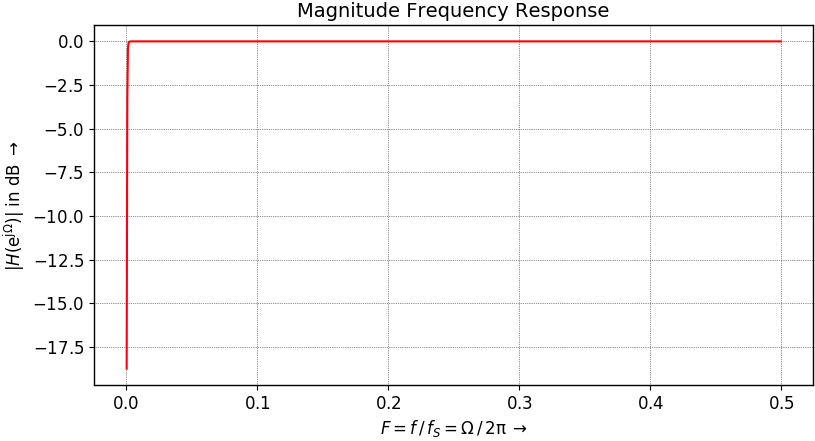 Magnitude Frequency Response
0.0
−2.5
−5.0
−7.5
−10.0
−12.5
−15.0
−17.5
|H(e^{jΩ})| in dB →
0.0 0.1 0.2 0.3 0.4 0.5
F = f / f_S = Ω / 2π →